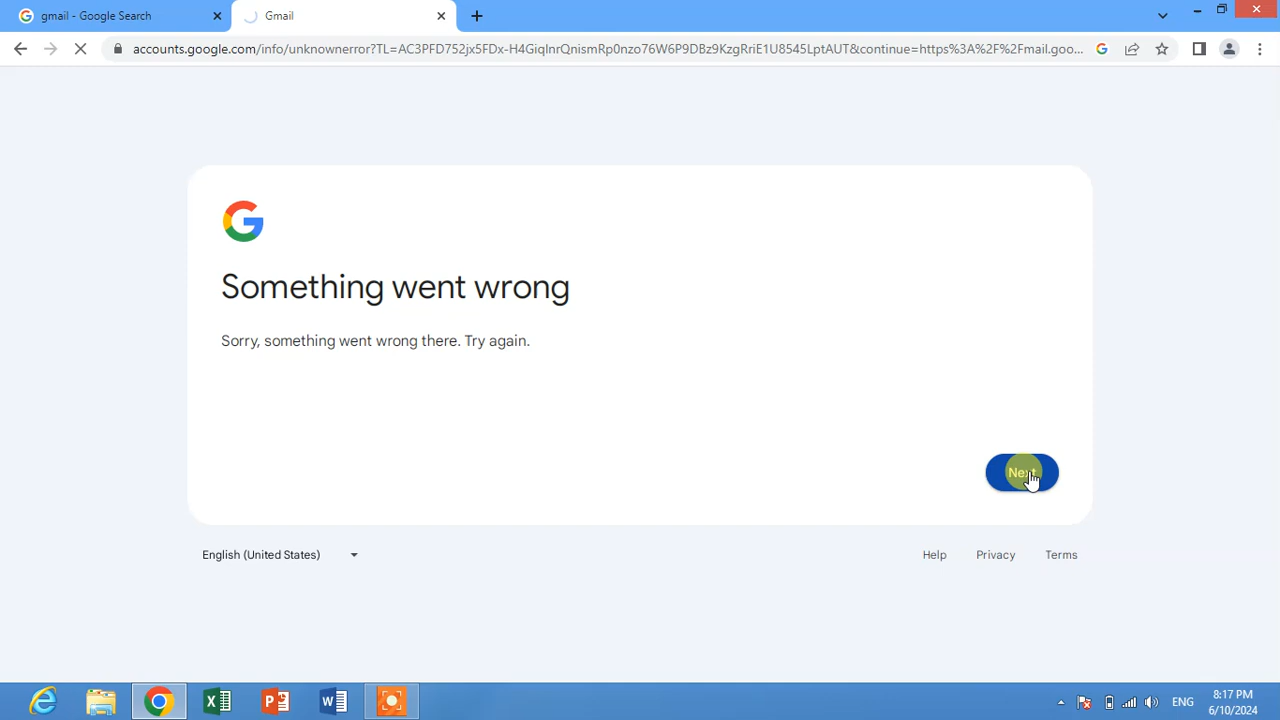 gmail - Google Search
Gmail
accounts.google.com/info/unknownerror?TL=AC3PFD752jx5FDx-H4GiqInrQnismRp0nzo76W6P9DBz9KzgRriE1U8545LptAUT&continue=https%3A%2F%2Fmail.goo...
Something went wrong
Sorry, something went wrong there. Try again.
Next
English (United States)
Help
Privacy
Terms
ENG
8:17 PM
6/10/2024